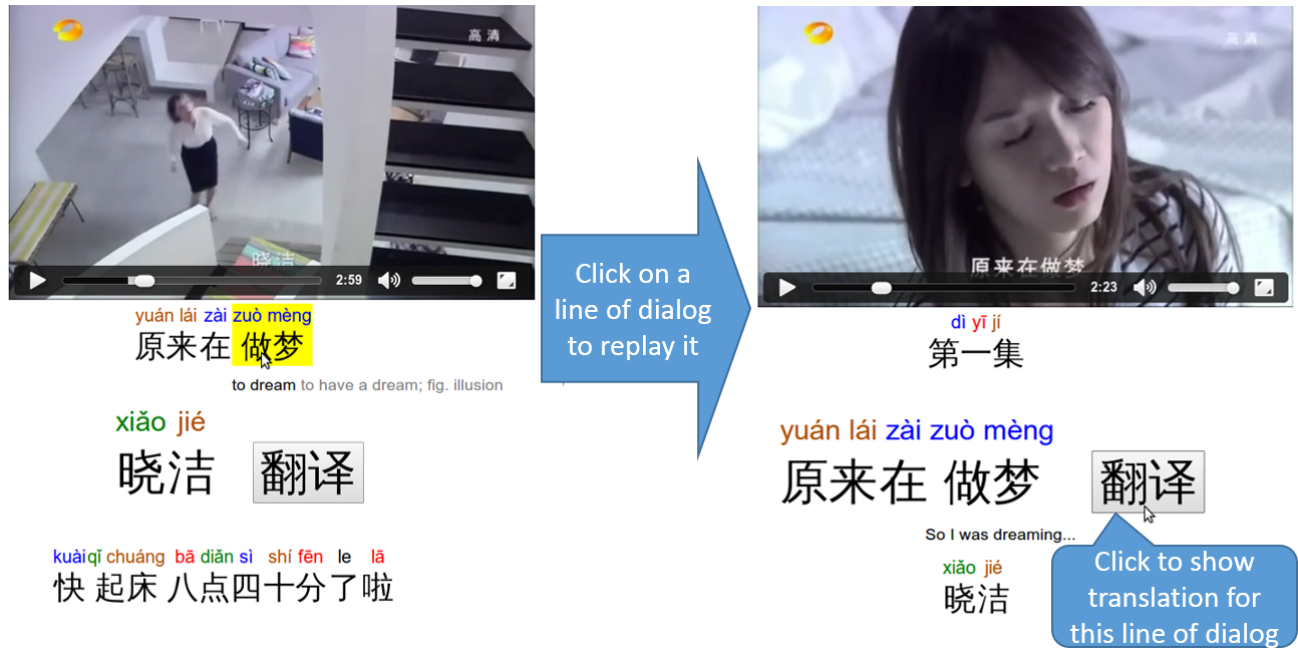 高清
晓洁
2:59
yuán lái zài zuò mèng
原来在 做梦
to dream to have a dream; fig. illusion
xiǎo jié
晓洁 翻译
kuài qǐ chuáng bā diǎn sì shí fēn le lā
快 起床 八点四十分了啦
Click on a
line of dialog
to replay it
高清
原来在做梦
2:23
dì yī jí
第一集
yuán lái zài zuò mèng
原来在 做梦 翻译
So I was dreaming...
xiǎo jié
晓洁
Click to show
translation for
this line of dialog